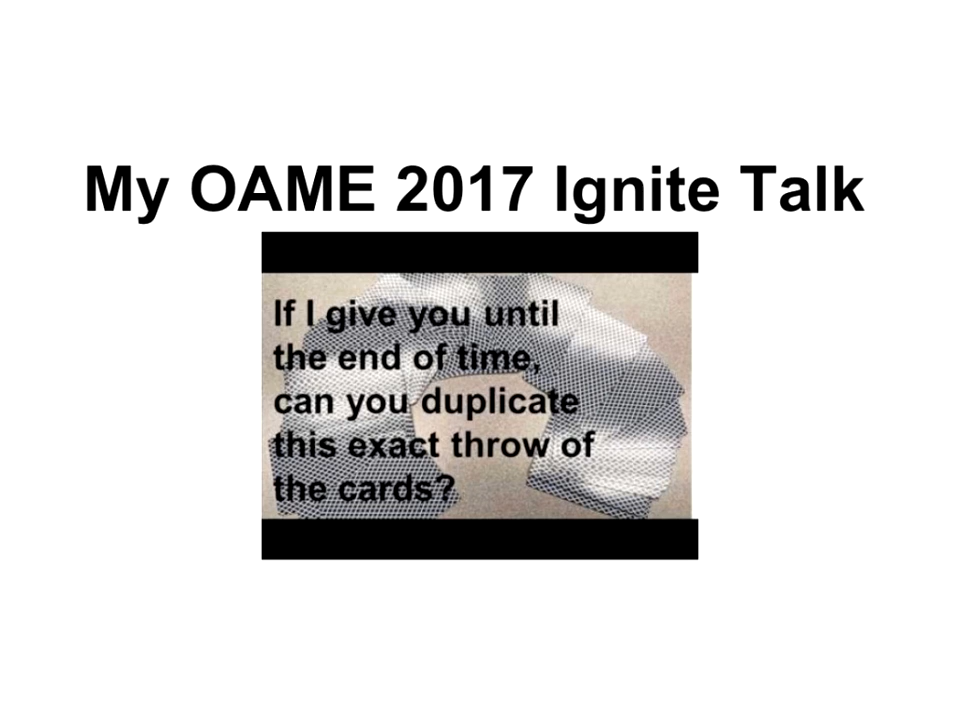 My OAME 2017 Ignite Talk
If I give you until
the end of time,
can you duplicate
this exact throw of
the cards?